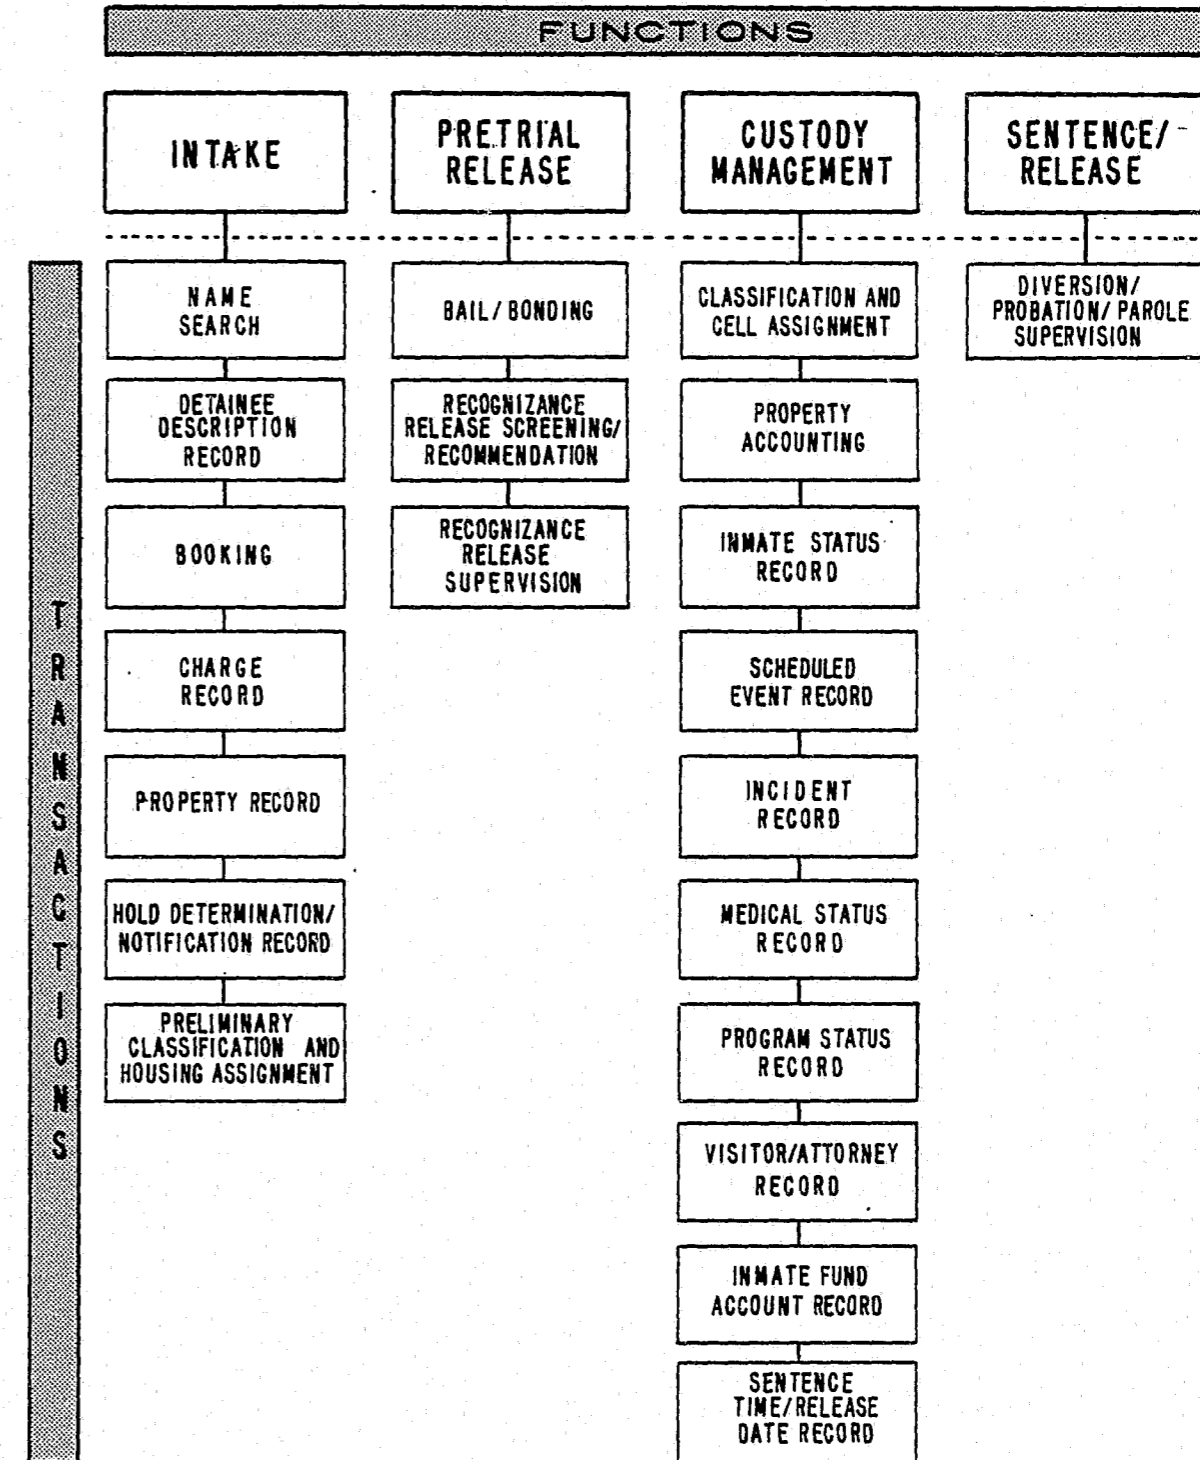 FUNCTIONS
INTAKE
PRETRIAL
RELEASE
CUSTODY
MANAGEMENT
SENTENCE/
RELEASE
TRANSACTIONS
NAME
SEARCH
DETAINEE
DESCRIPTION
RECORD
BOOKING
CHARGE
RECORD
PROPERTY RECORD
HOLD DETERMINATION/
NOTIFICATION RECORD
PRELIMINARY
CLASSIFICATION AND
HOUSING ASSIGNMENT
BAIL/BONDING
RECOGNIZANCE
RELEASE SCREENING/
RECOMMENDATION
RECOGNIZANCE
RELEASE
SUPERVISION
CLASSIFICATION AND
CELL ASSIGNMENT
PROPERTY
ACCOUNTING
INMATE STATUS
RECORD
SCHEDULED
EVENT RECORD
INCIDENT
RECORD
MEDICAL STATUS
RECORD
PROGRAM STATUS
RECORD
VISITOR/ATTORNEY
RECORD
INMATE FUND
ACCOUNT RECORD
SENTENCE
TIME/RELEASE
DATE RECORD
DIVERSION/
PROBATION/PAROLE
SUPERVISION